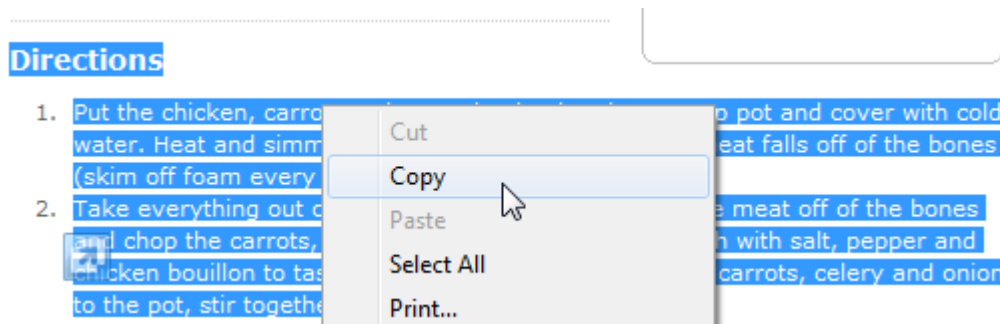 Directions
1. Put the chicken, carro o pot and cover with cold
water. Heat and simm eat falls off of the bones
(skim off foam every
2. Take everything out o e meat off of the bones
and chop the carrots, n with salt, pepper and
chicken bouillon to tas carrots, celery and onion
to the pot, stir togethe
Cut
Copy
Paste
Select All
Print...